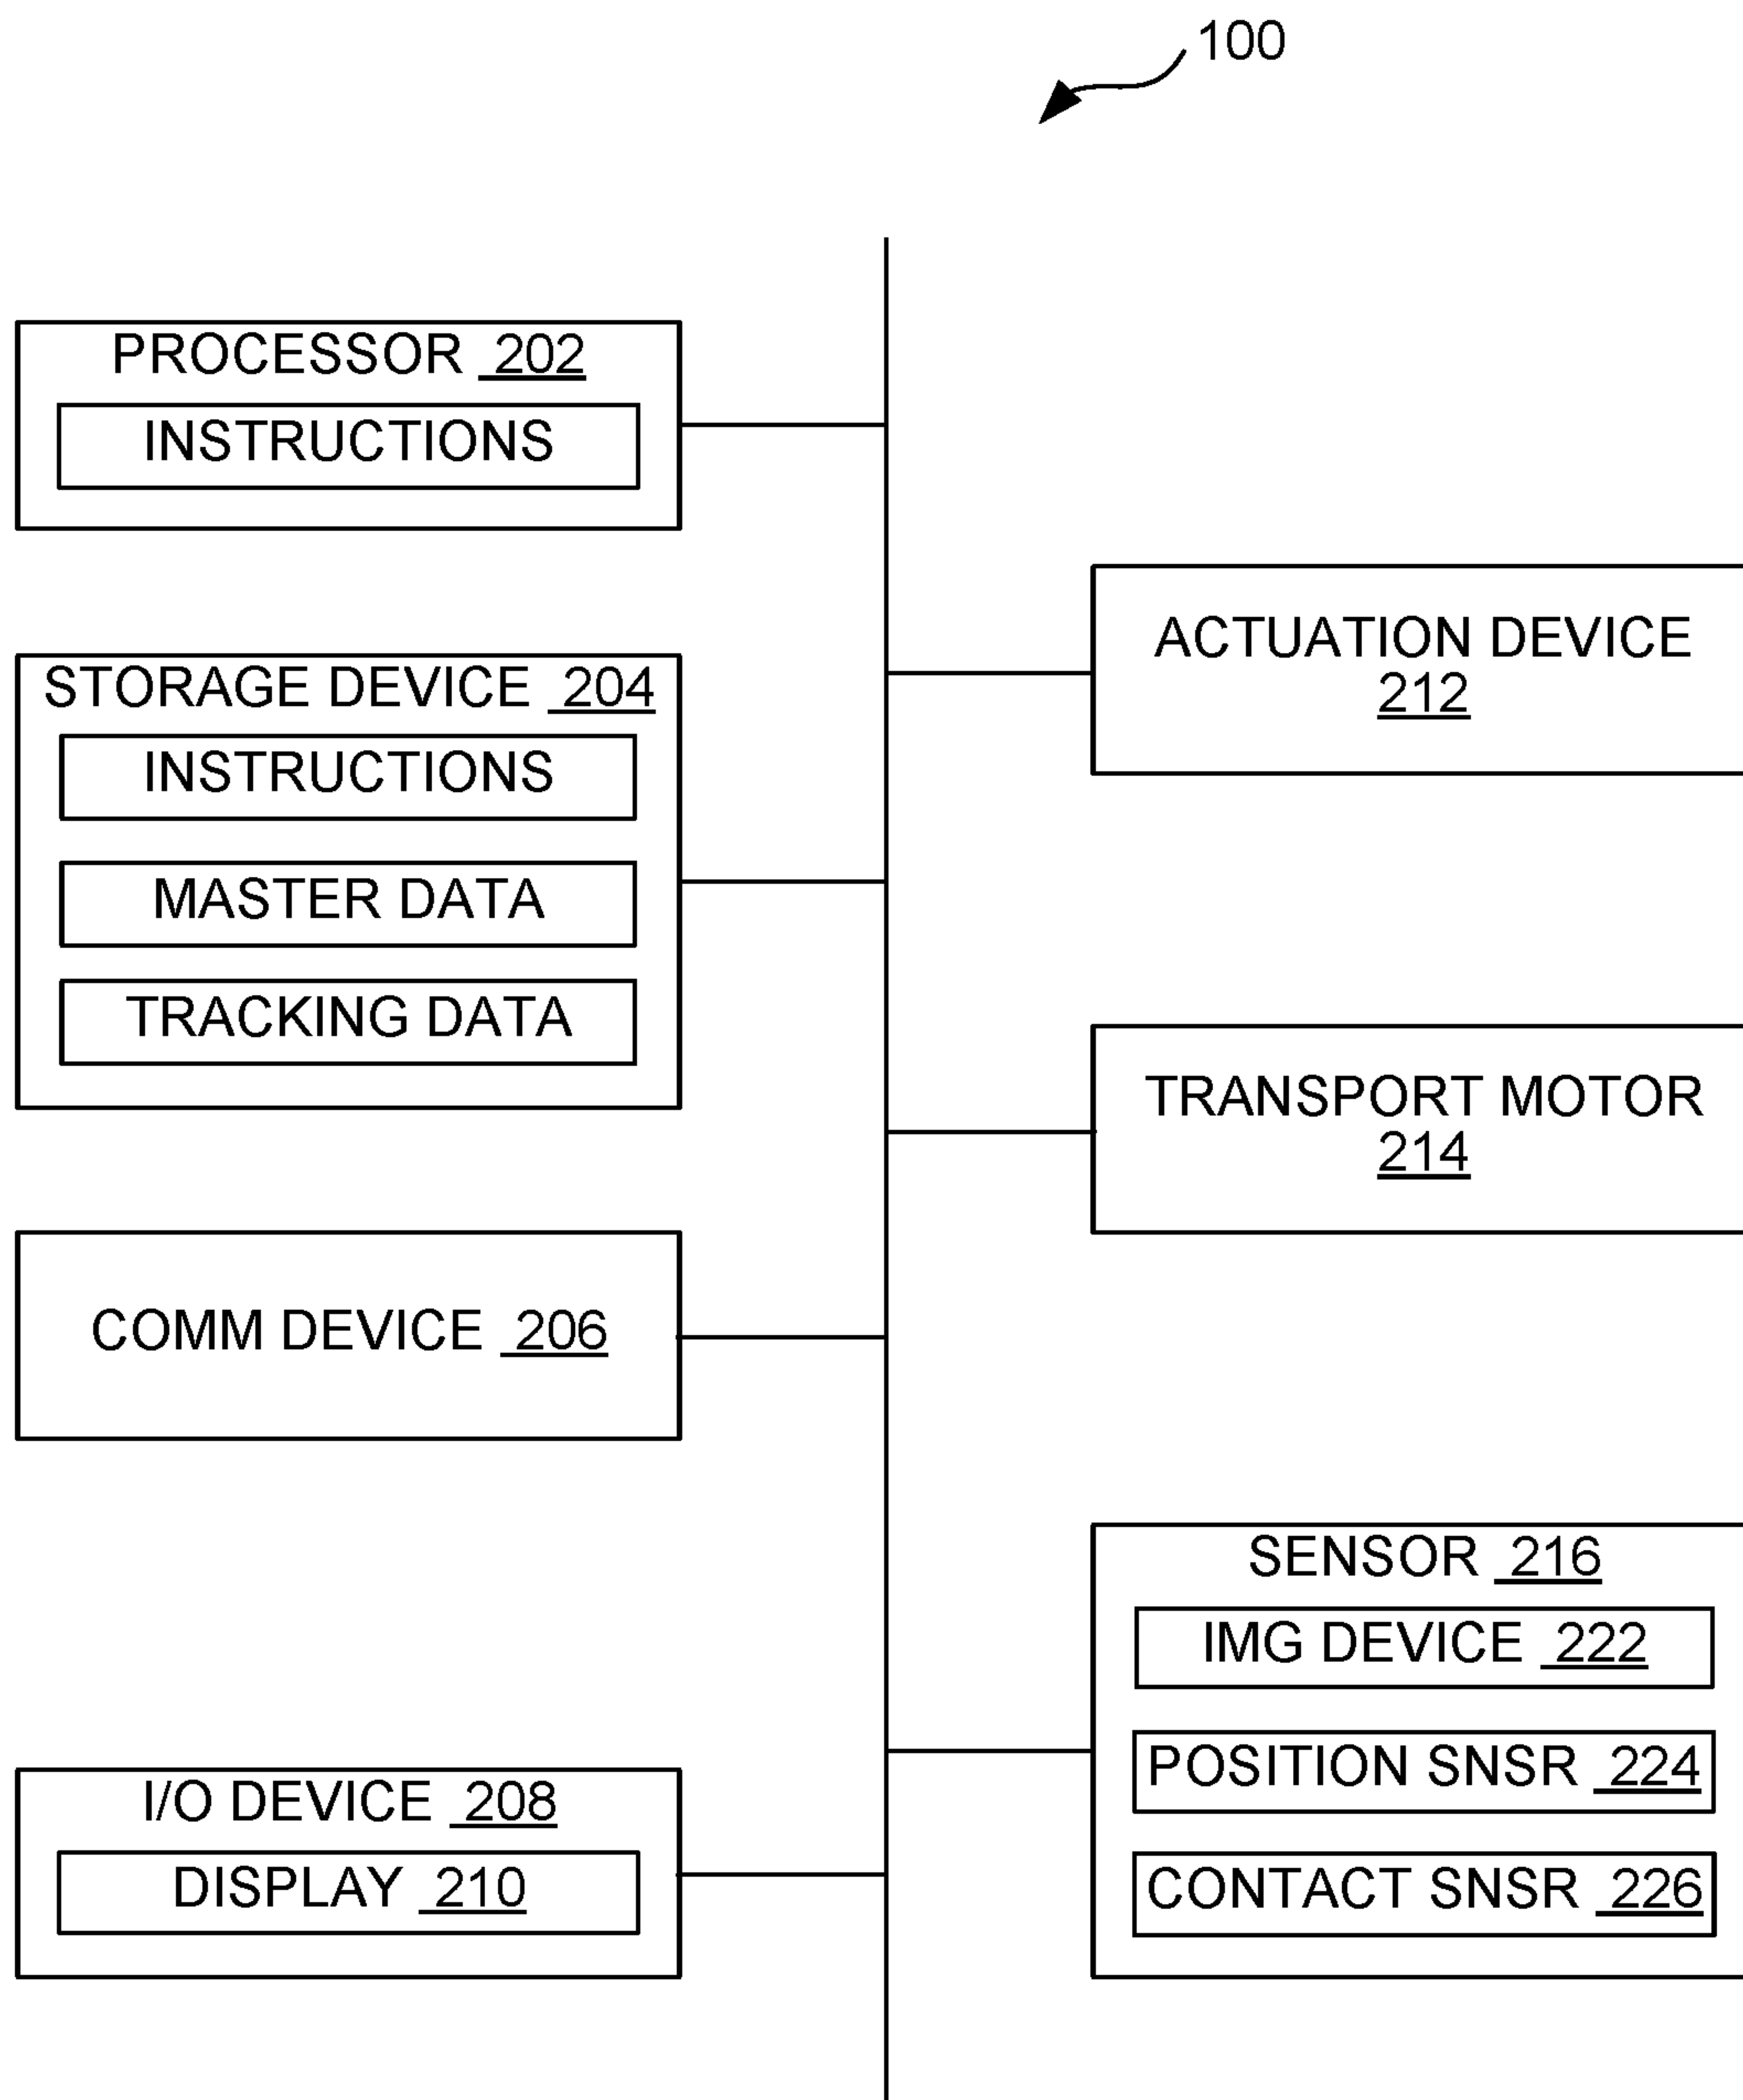 100
PROCESSOR 202
INSTRUCTIONS
STORAGE DEVICE 204
INSTRUCTIONS
MASTER DATA
TRACKING DATA
COMM DEVICE 206
I/O DEVICE 208
DISPLAY 210
ACTUATION DEVICE
212
TRANSPORT MOTOR
214
SENSOR 216
IMG DEVICE 222
POSITION SNSR 224
CONTACT SNSR 226